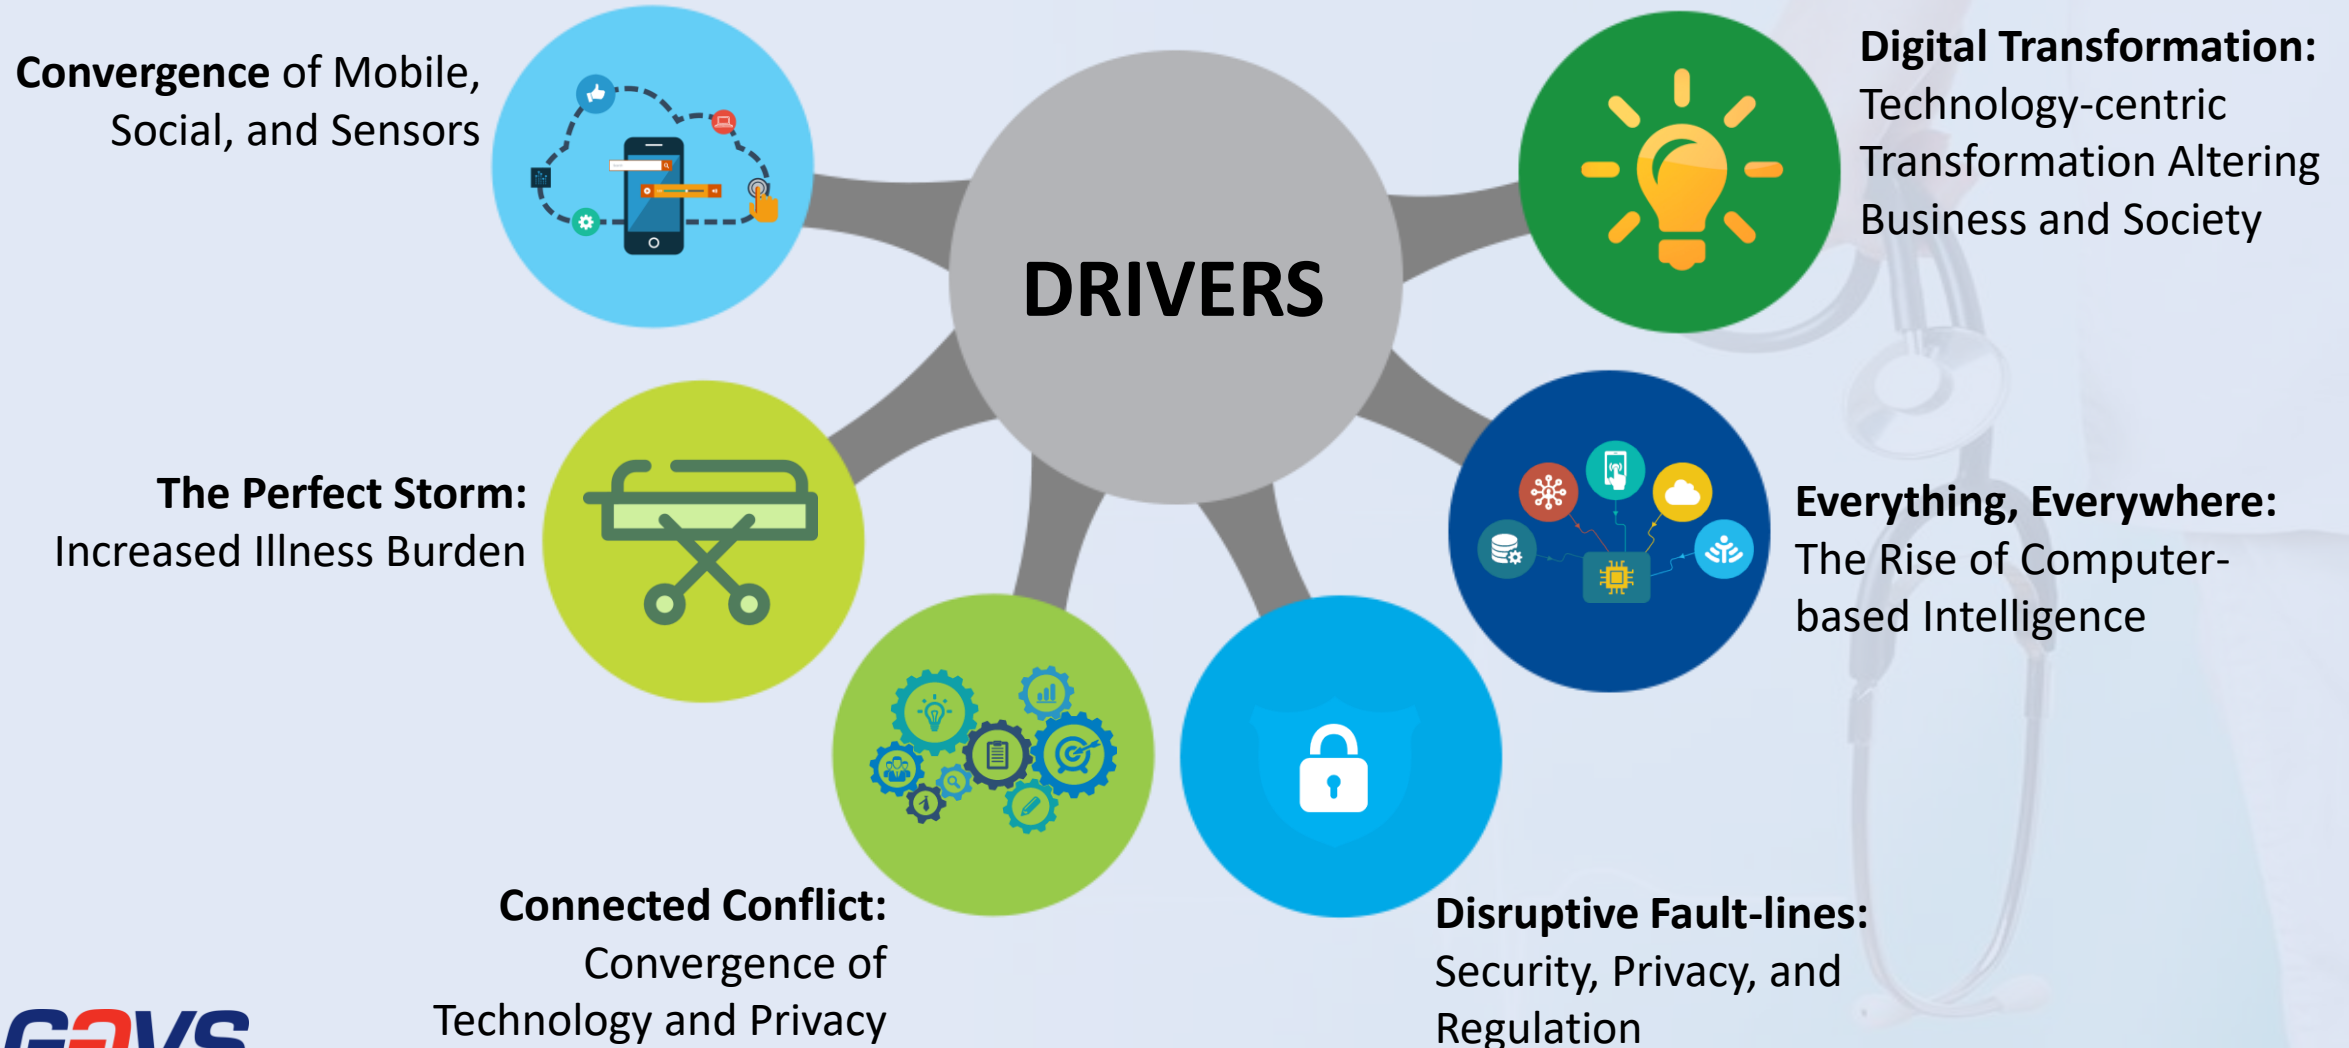 Convergence of Mobile,
Social, and Sensors
DRIVERS
Digital Transformation:
Technology-centric
Transformation Altering
Business and Society
The Perfect Storm:
Increased Illness Burden
Everything, Everywhere:
The Rise of Computer-
based Intelligence
Connected Conflict:
Convergence of
Technology and Privacy
Disruptive Fault-lines:
Security, Privacy, and
Regulation
GAVS